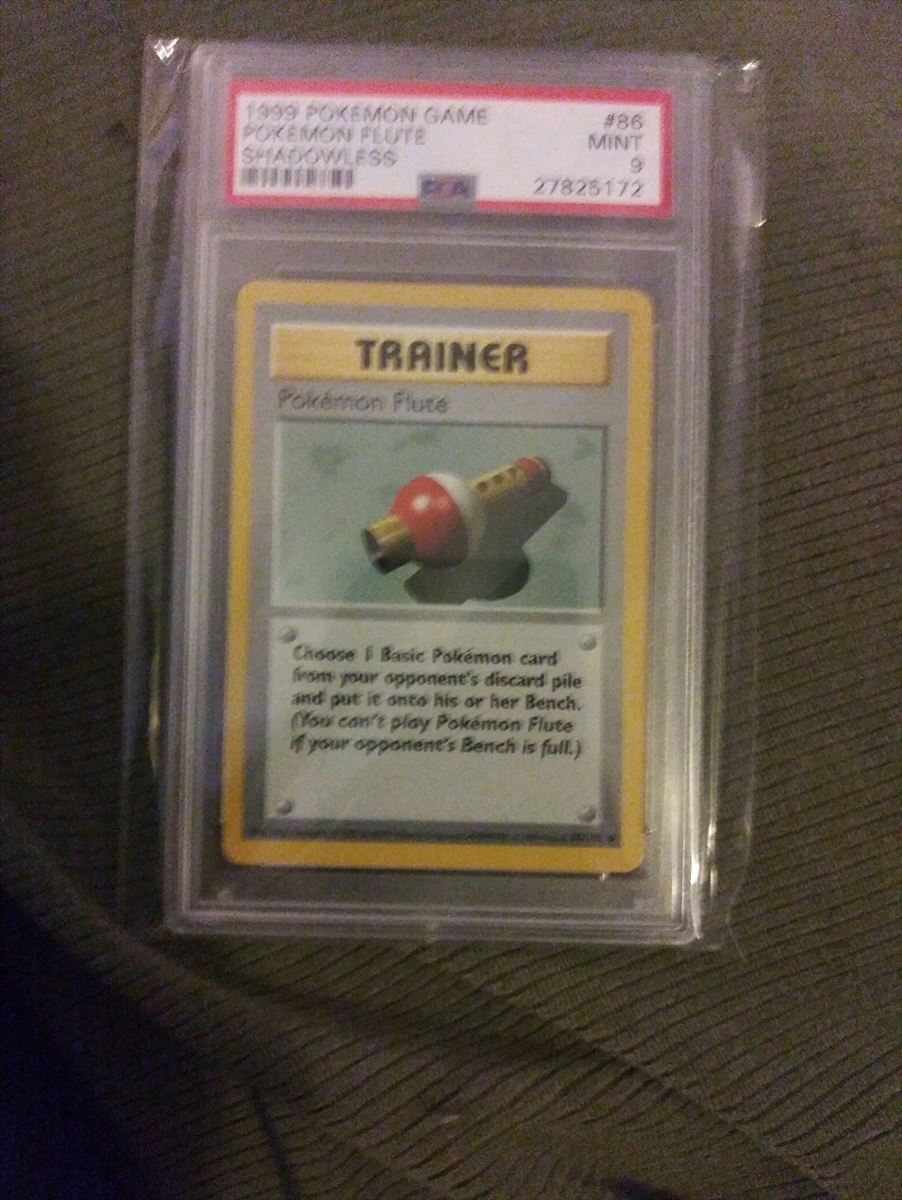 1999 POKEMON GAME #86
POKEMON FLUTE MINT
SHADOWLESS 9
27825172
PSA
TRAINER
Pokémon Flute
Choose 1 Basic Pokémon card
from your opponent's discard pile
and put it onto his or her Bench.
(You can't play Pokémon Flute
if your opponent's Bench is full.)